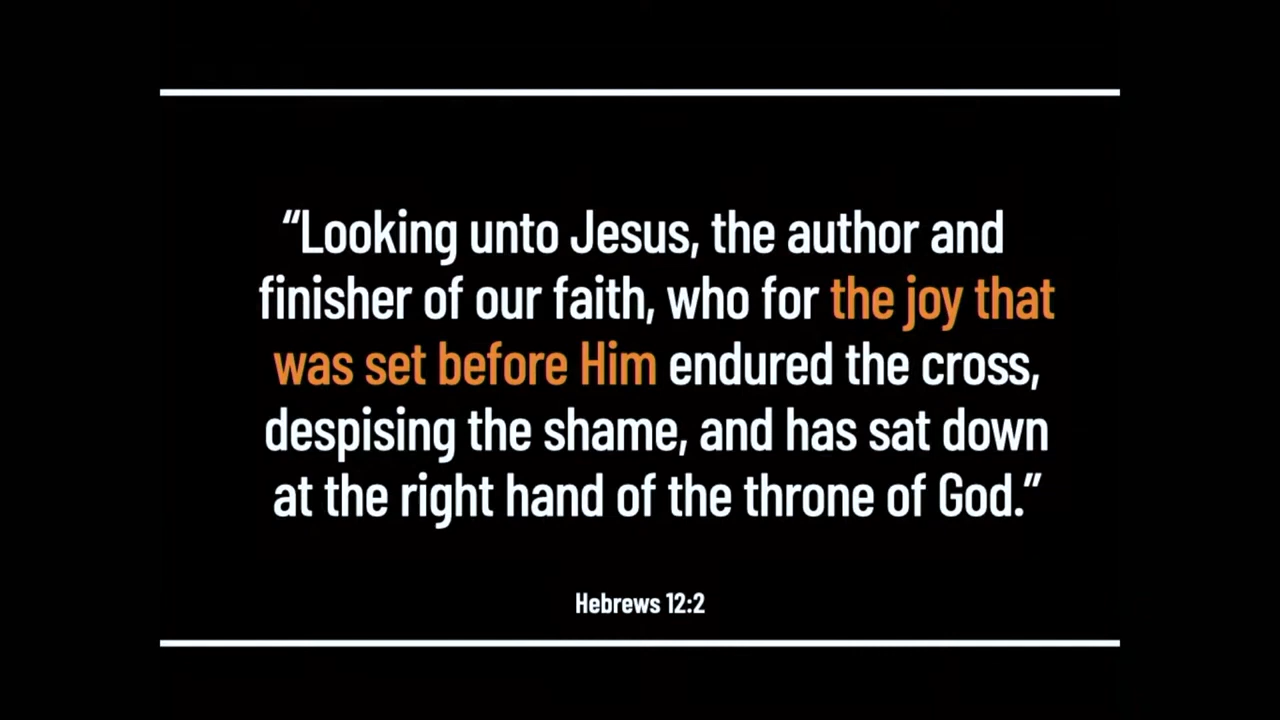 “Looking unto Jesus, the author and
finisher of our faith, who for the joy that
was set before Him endured the cross,
despising the shame, and has sat down
at the right hand of the throne of God.”
Hebrews 12:2